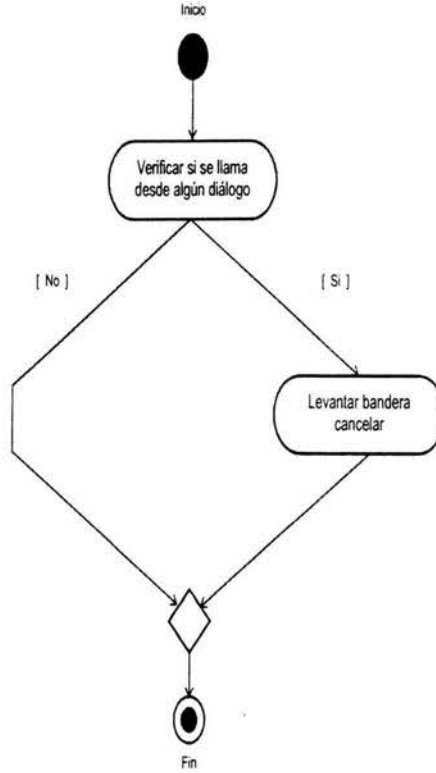 Inicio
Verificar si se llama
desde algún diálogo
[ No ]
[ Si ]
Levantar bandera
cancelar
Fin